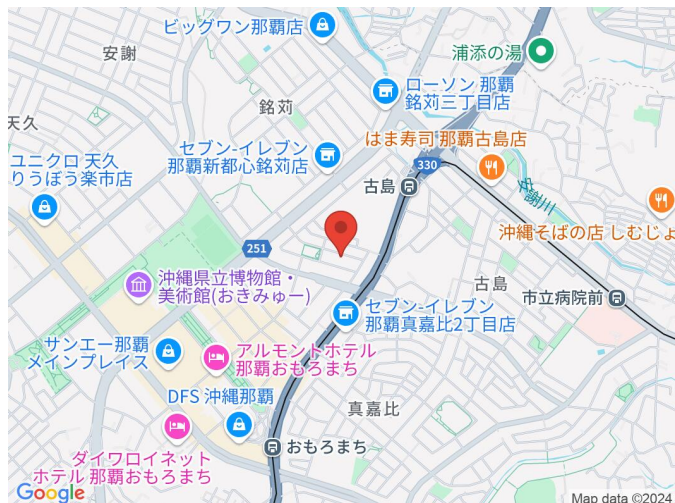 ビッグワン那覇店
安謝
浦添の湯
ローソン 那覇
銘苅三丁目店
銘苅
天久
はま寿司 那覇古島店
セブン-イレブン
那覇新都心銘苅店
ユニクロ 天久
りうぼう楽市店
330
古島
安謝川
沖縄そばの店 しむじょ
251
沖縄県立博物館・
美術館(おきみゅー)
古島
市立病院前
セブン-イレブン
那覇真嘉比2丁目店
サンエー那覇
メインプレイス
アルモントホテル
那覇おもろまち
DFS 沖縄那覇
真嘉比
おもろまち
ダイワロイネット
ホテル 那覇おもろまち
Google
Map data ©2024